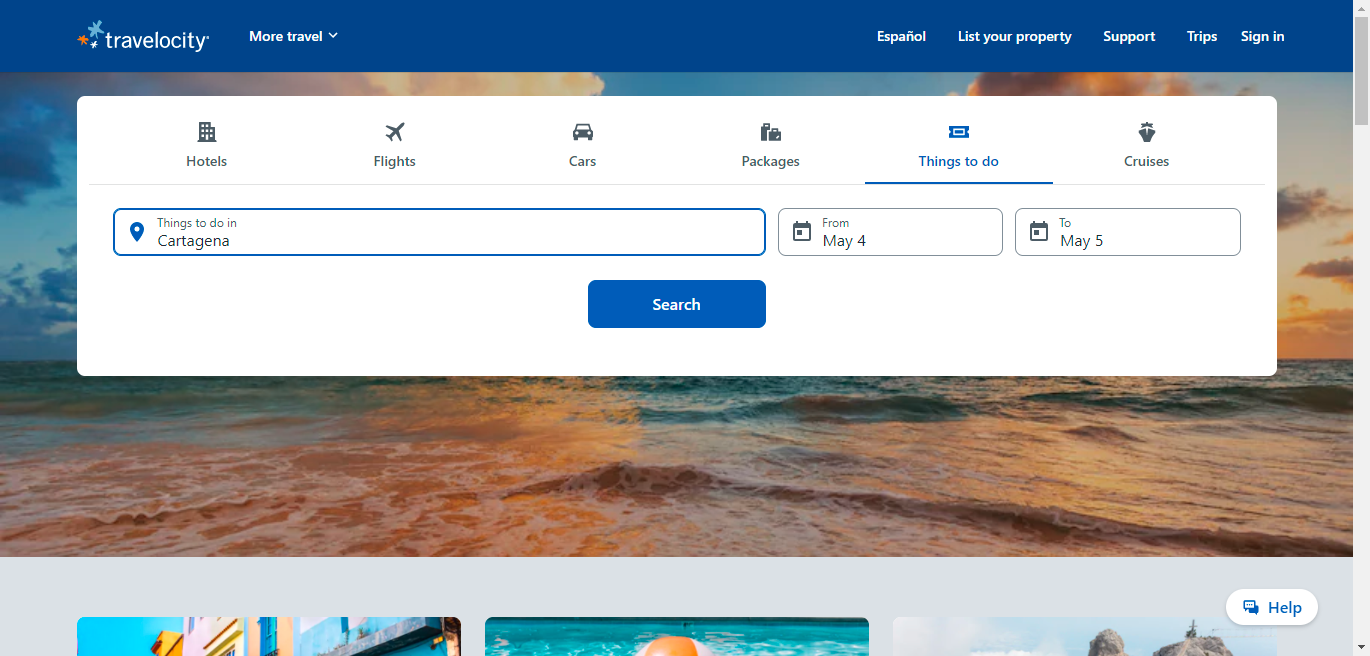 travelocity
More travel
Español
List your property
Support
Trips
Sign in
Hotels
Flights
Cars
Packages
Things to do
Cruises
Things to do in
Cartagena
From
May 4
To
May 5
Search
Help